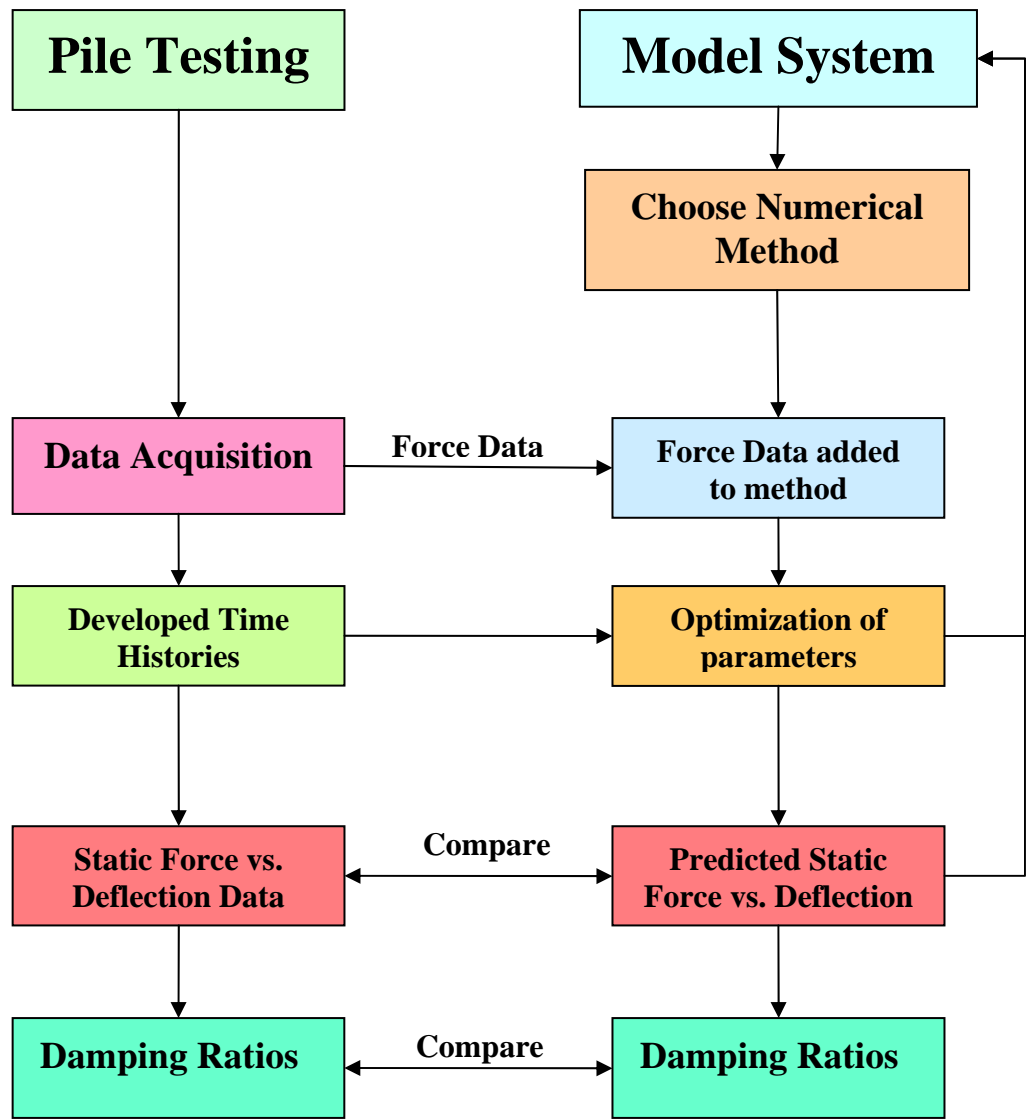 Pile Testing
Model System
Choose Numerical
Method
Data Acquisition
Force Data
Force Data added
to method
Developed Time
Histories
Optimization of
parameters
Static Force vs.
Deflection Data
Compare
Predicted Static
Force vs. Deflection
Damping Ratios
Compare
Damping Ratios